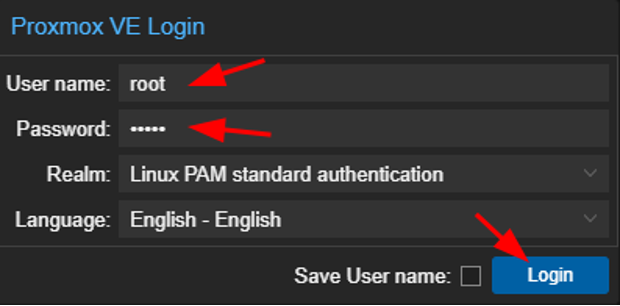 Proxmox VE Login
User name: root
Password: •••••
Realm: Linux PAM standard authentication
Language: English - English
Save User name: Login